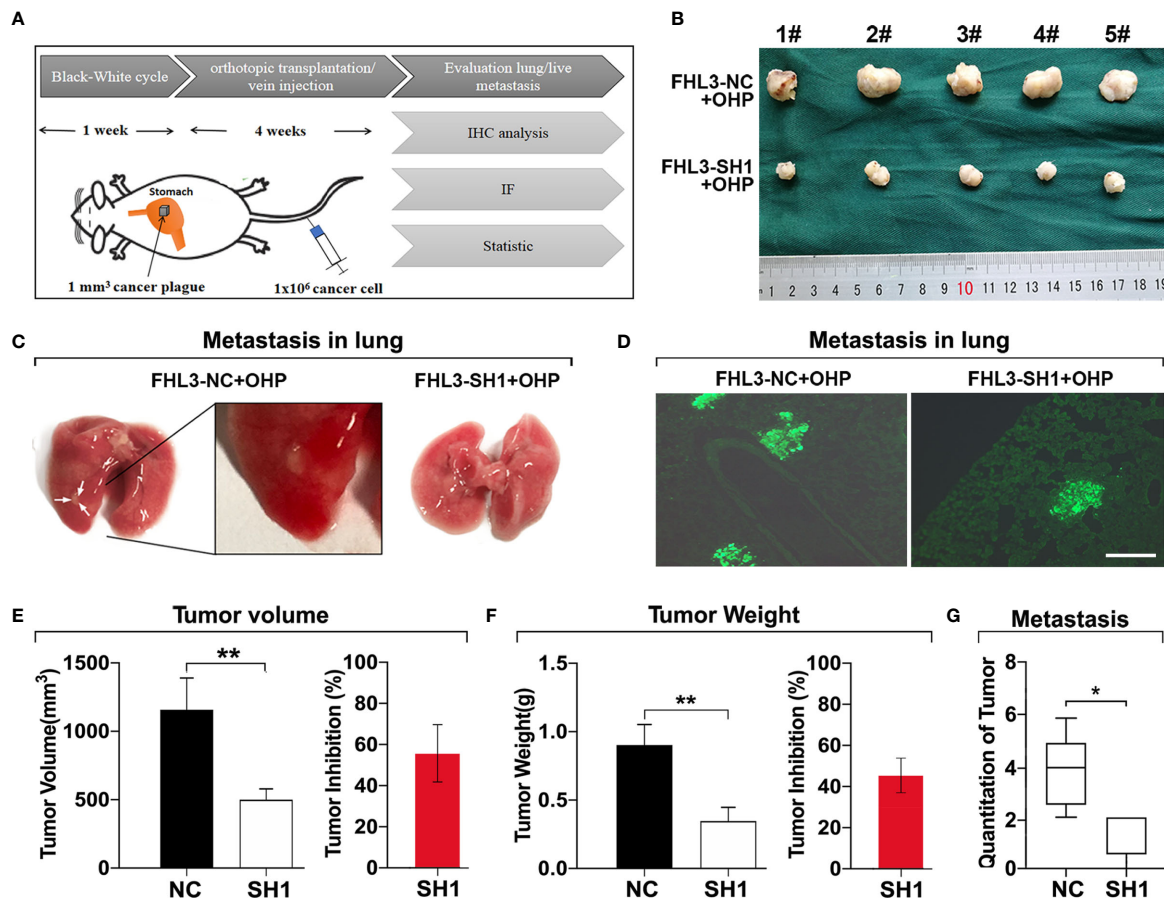 A
Black-White cycle
orthotopic transplantation/
vein injection
Evaluation lung/live
metastasis
1 week
4 weeks
IHC analysis
IF
Statistic
Stomach
1 mm³ cancer plague
1x10⁶ cancer cell
B
1# 2# 3# 4# 5#
FHL3-NC
+OHP
FHL3-SH1
+OHP
1 2 3 4 5 6 7 8 9 10 11 12 13 14 15 16 17 18 19
C
Metastasis in lung
FHL3-NC+OHP
FHL3-SH1+OHP
D
Metastasis in lung
FHL3-NC+OHP
FHL3-SH1+OHP
E
Tumor volume
Tumor Volume(mm³)
1500
1000
500
0
**
NC SH1
Tumor Inhibition (%)
100
80
60
40
20
0
SH1
F
Tumor Weight
Tumor Weight(g)
1.5
1.0
0.5
0.0
**
NC SH1
Tumor Inhibition (%)
100
80
60
40
20
0
SH1
G
Metastasis
Quantitation of Tumor
8
6
4
2
0
*
NC SH1